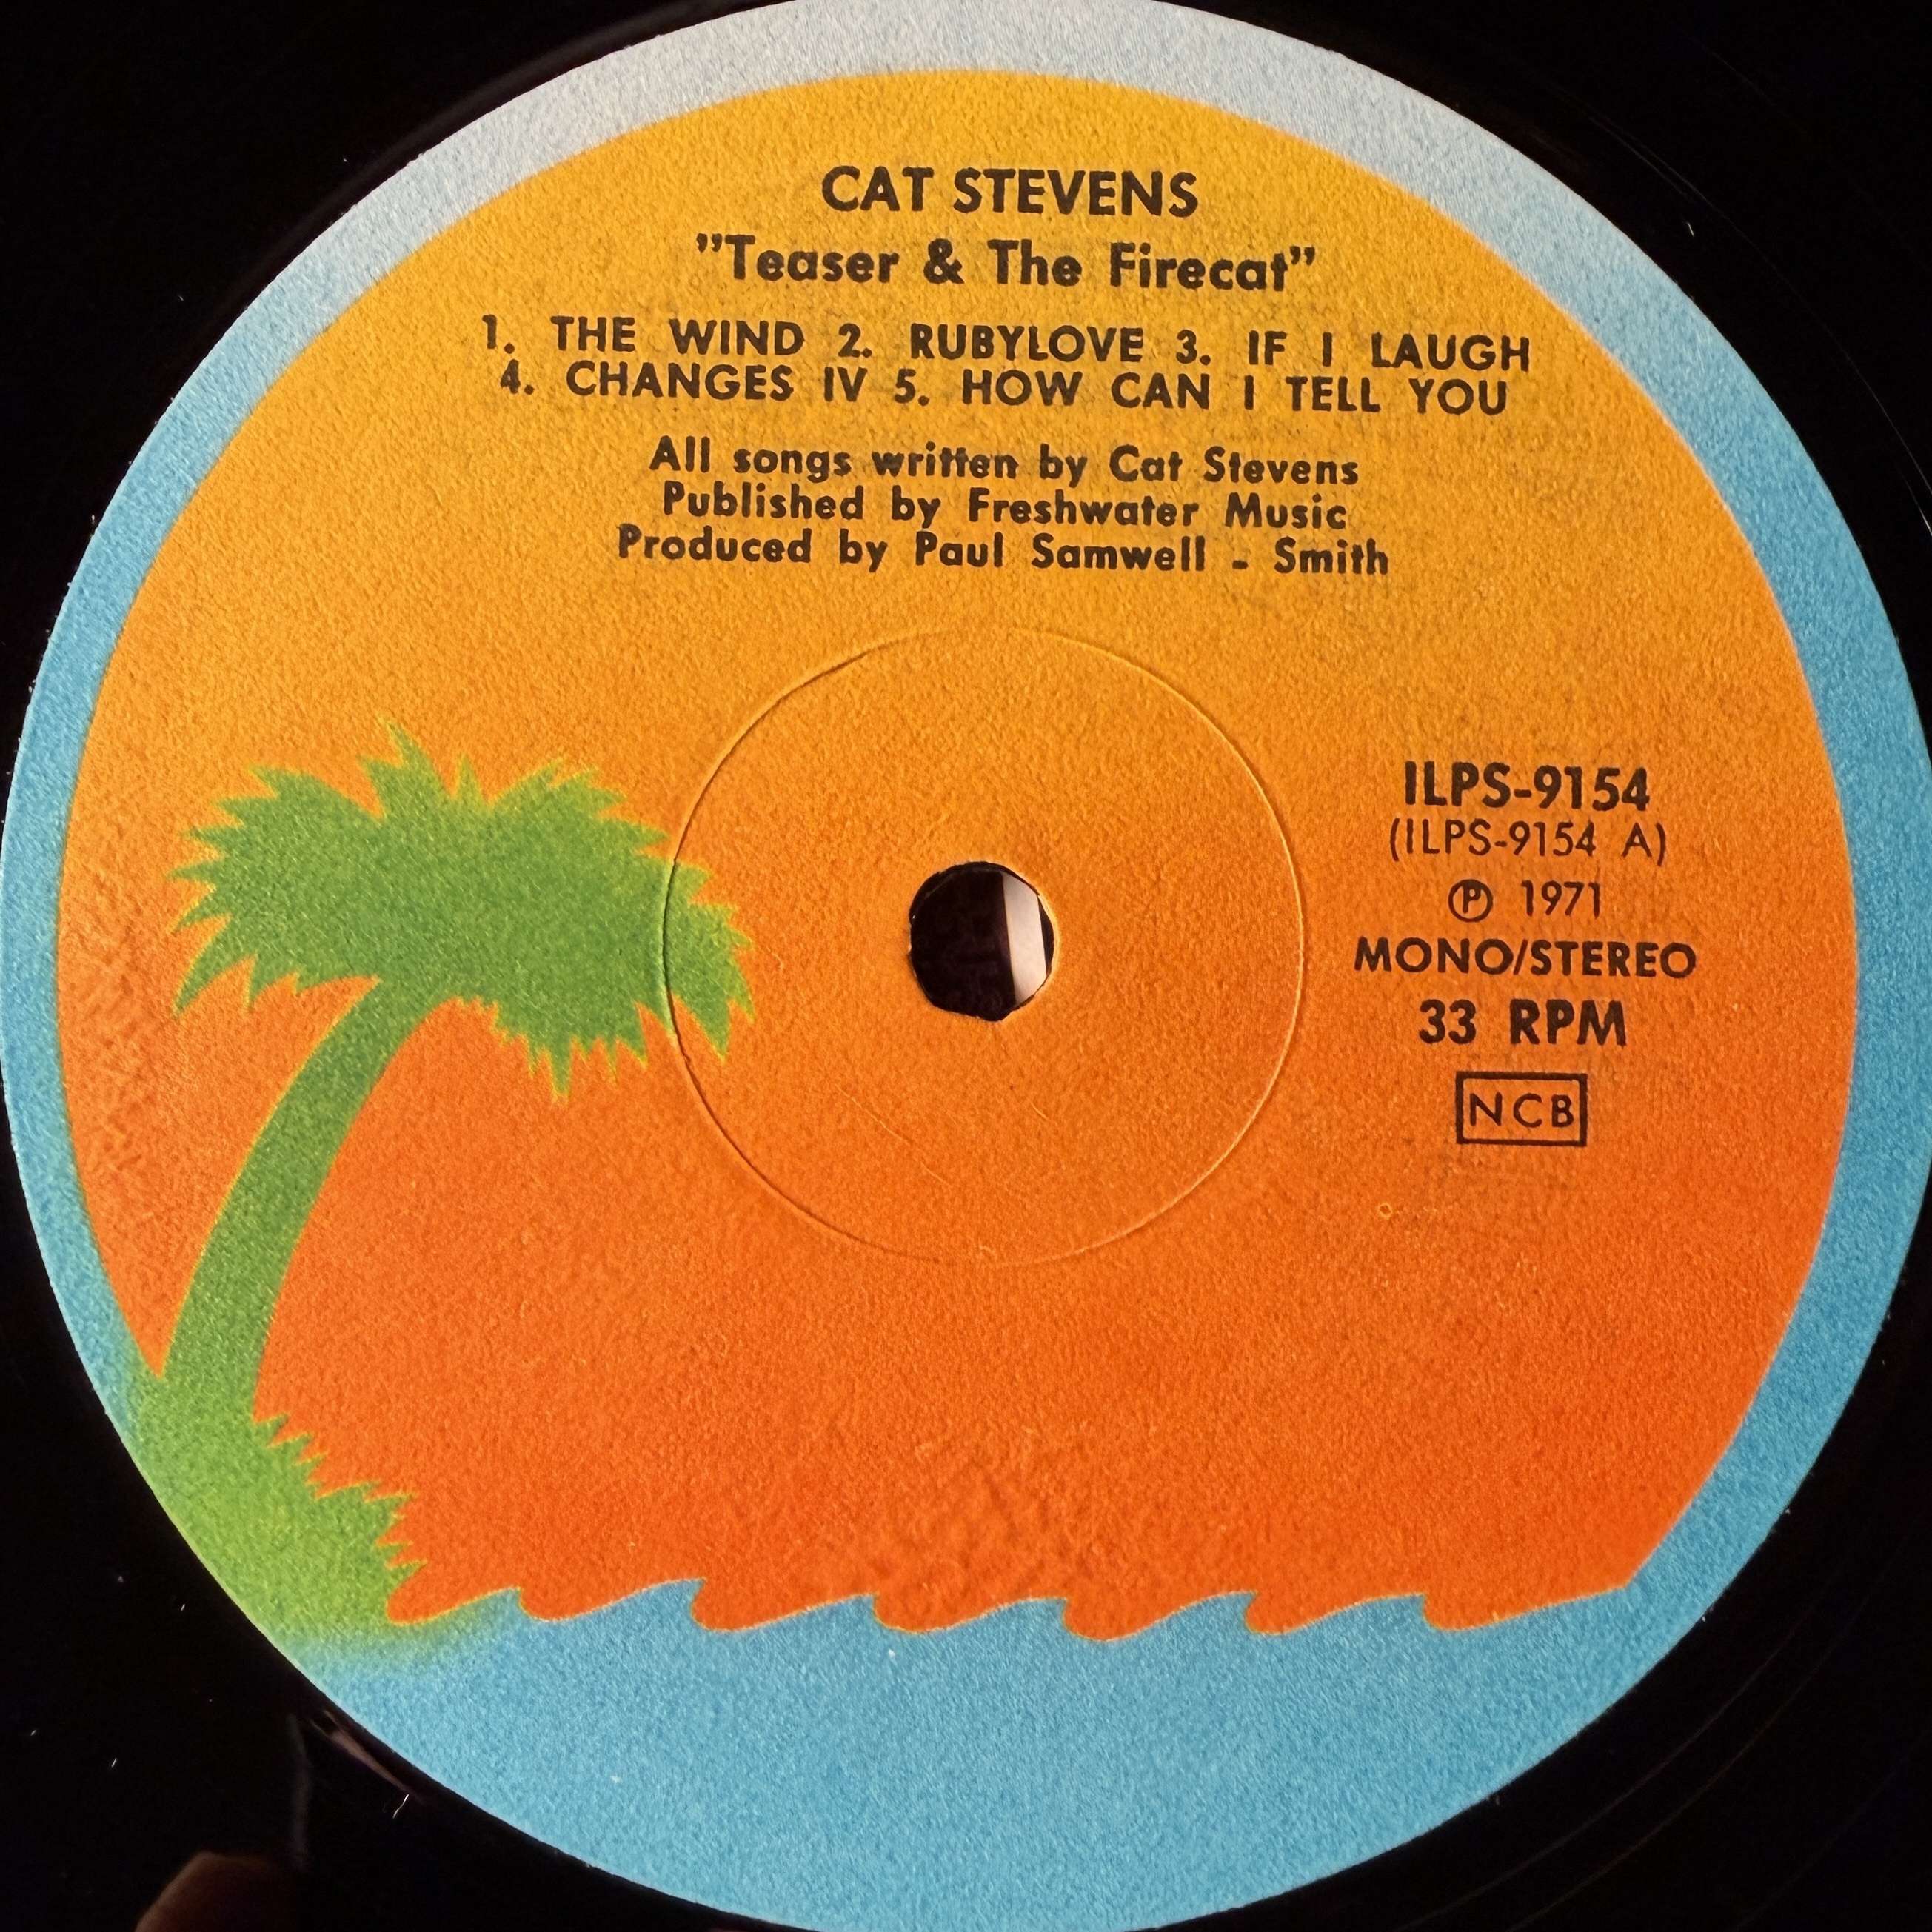 CAT STEVENS
”Teaser & The Firecat”
1. THE WIND 2. RUBYLOVE 3. IF I LAUGH
4. CHANGES IV 5. HOW CAN I TELL YOU
All songs written by Cat Stevens
Published by Freshwater Music
Produced by Paul Samwell - Smith
ILPS-9154
(ILPS-9154 A)
℗ 1971
MONO/STEREO
33 RPM
NCB